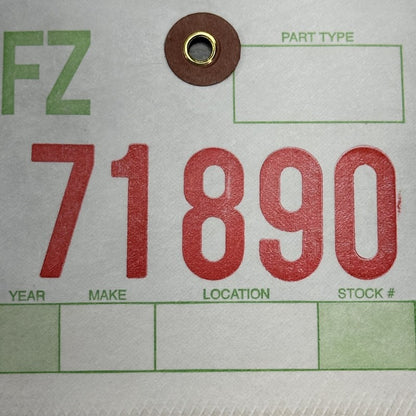 FZ
PART TYPE
71890
YEAR MAKE LOCATION STOCK #